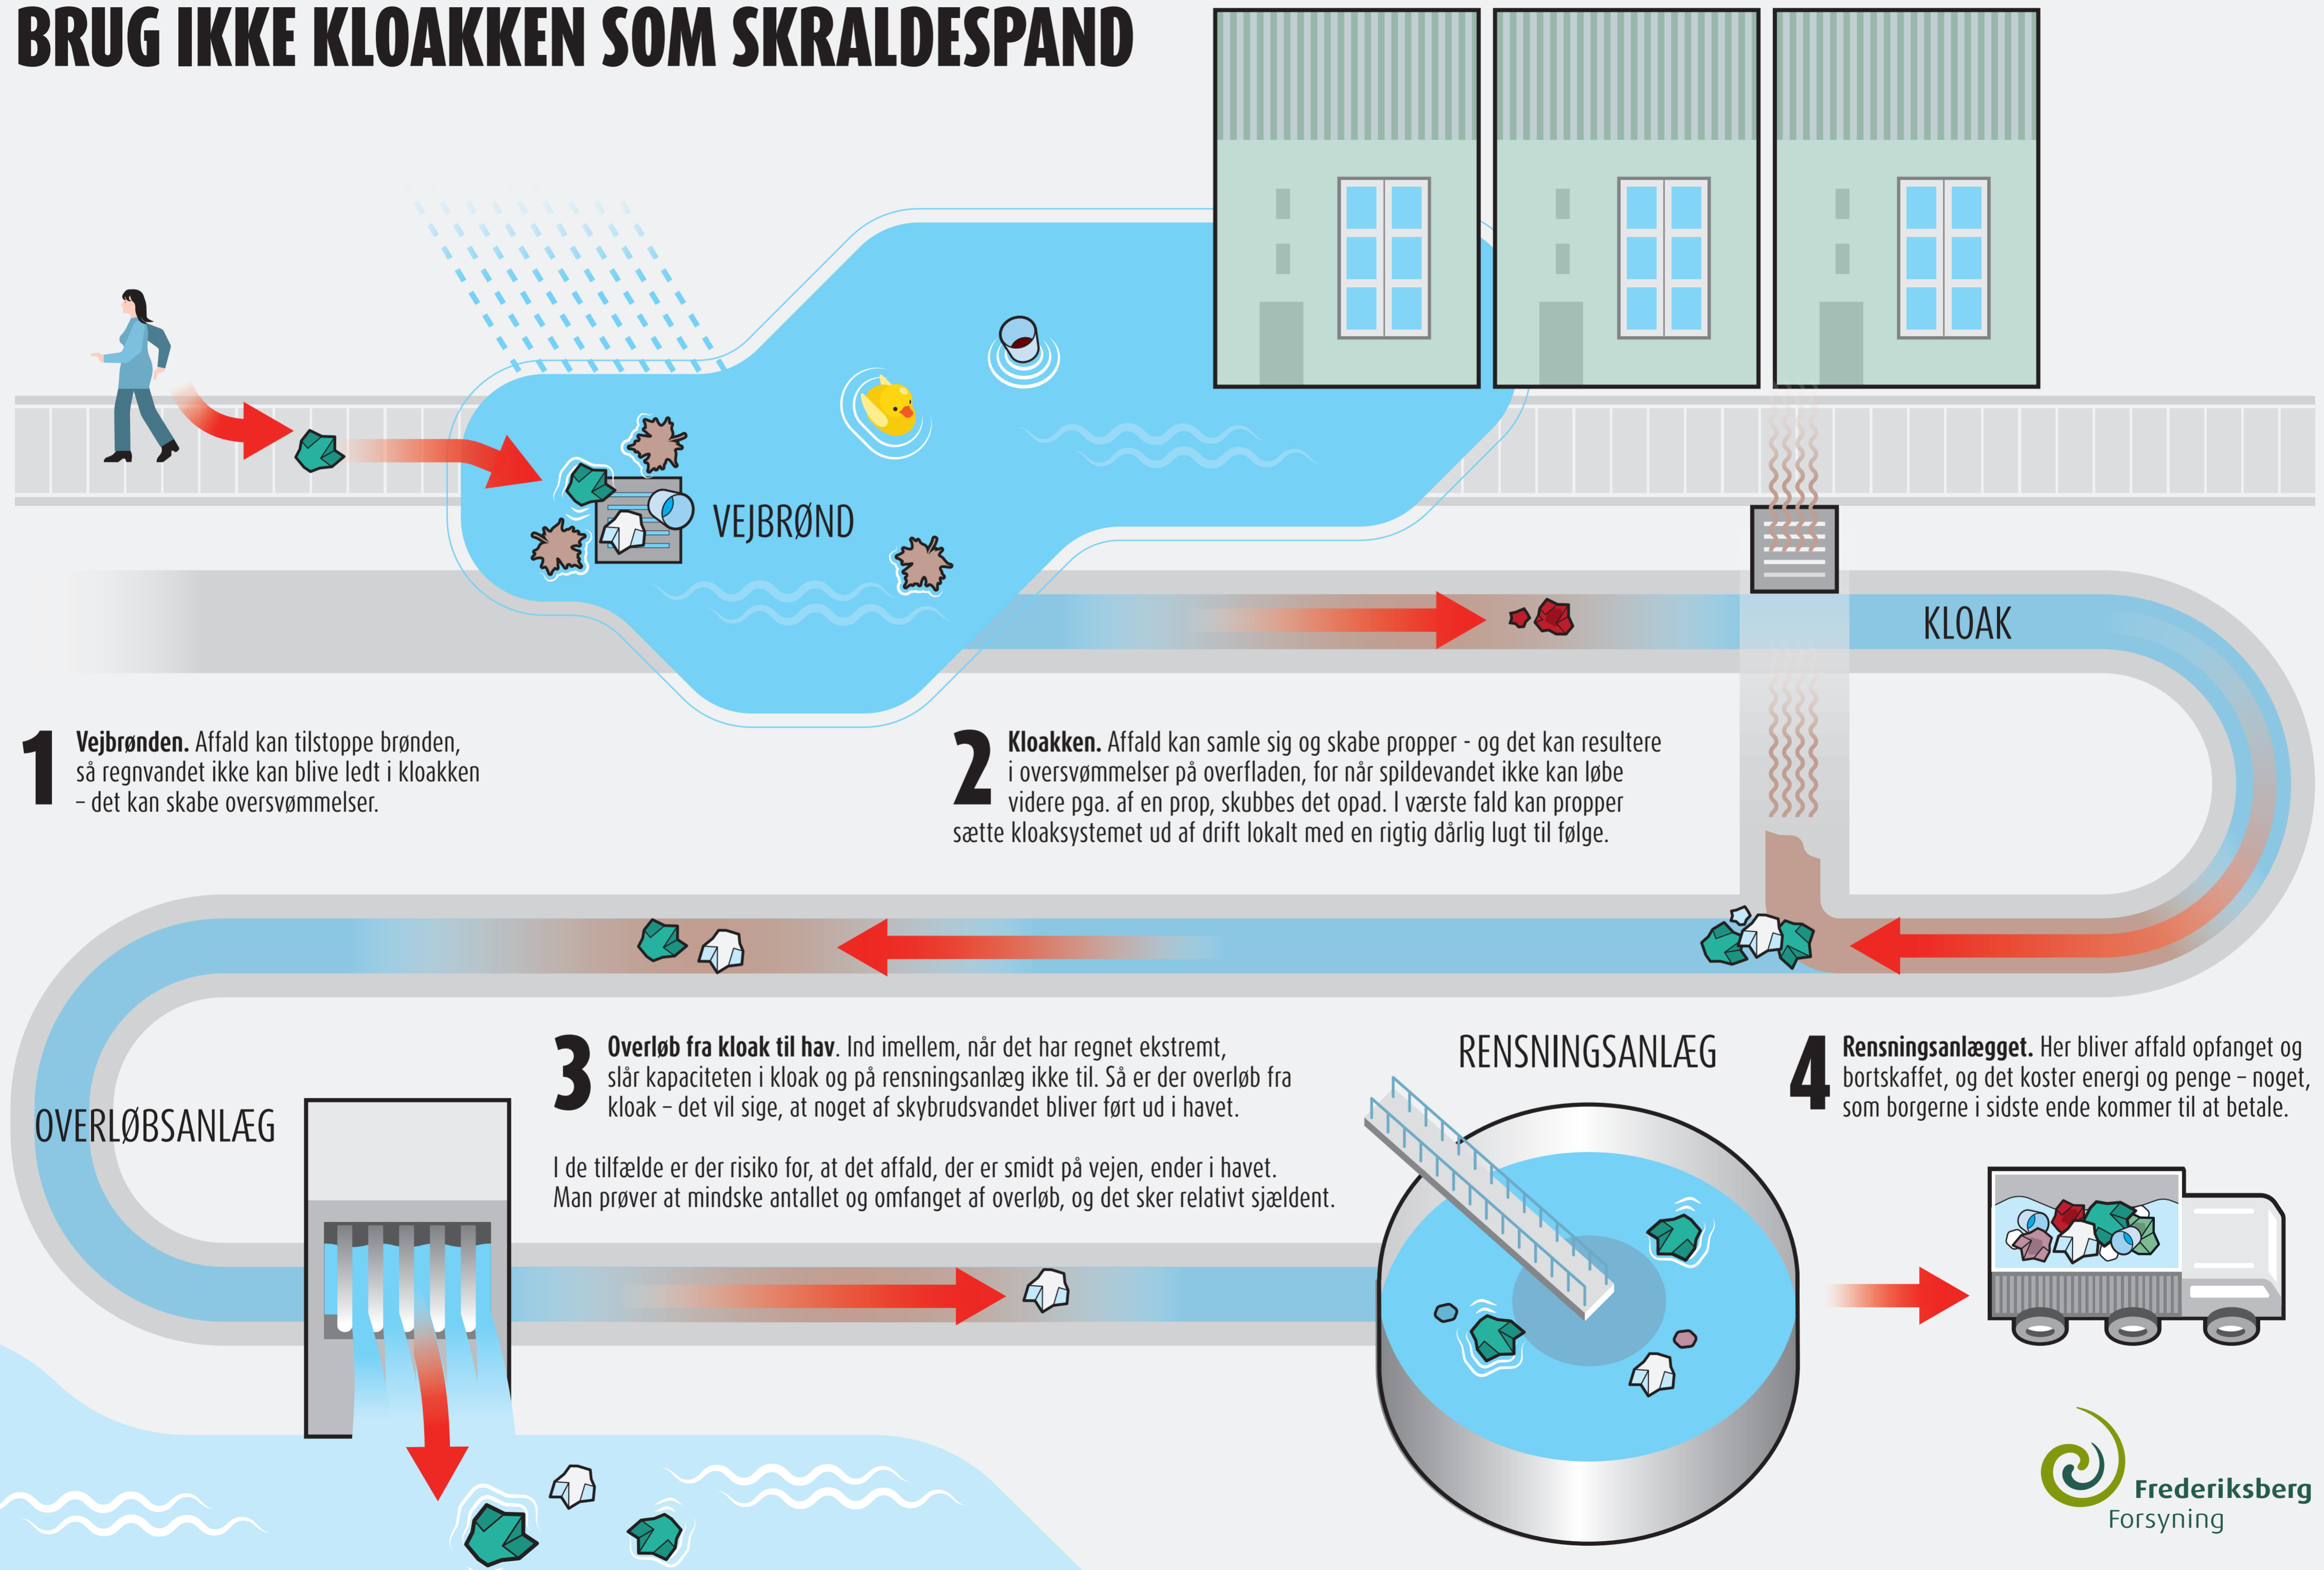 BRUG IKKE KLOAKKEN SOM SKRALDESPAND
VEJBRØND
KLOAK
1 Vejbrønden. Affald kan tilstoppe brønden,
så regnvandet ikke kan blive ledt i kloakken
– det kan skabe oversvømmelser.
2 Kloakken. Affald kan samle sig og skabe propper - og det kan resultere
i oversvømmelser på overfladen, for når spildevandet ikke kan løbe
videre pga. af en prop, skubbes det opad. I værste fald kan propper
sætte kloaksystemet ud af drift lokalt med en rigtig dårlig lugt til følge.
OVERLØBSANLÆG
3 Overløb fra kloak til hav. Ind imellem, når det har regnet ekstremt,
slår kapaciteten i kloak og på rensningsanlæg ikke til. Så er der overløb fra
kloak – det vil sige, at noget af skybrudsvandet bliver ført ud i havet.
I de tilfælde er der risiko for, at det affald, der er smidt på vejen, ender i havet.
Man prøver at mindske antallet og omfanget af overløb, og det sker relativt sjældent.
RENSNINGSANLÆG
4 Rensningsanlægget. Her bliver affald opfanget og
bortskaffet, og det koster energi og penge – noget,
som borgerne i sidste ende kommer til at betale.
Frederiksberg
Forsyning